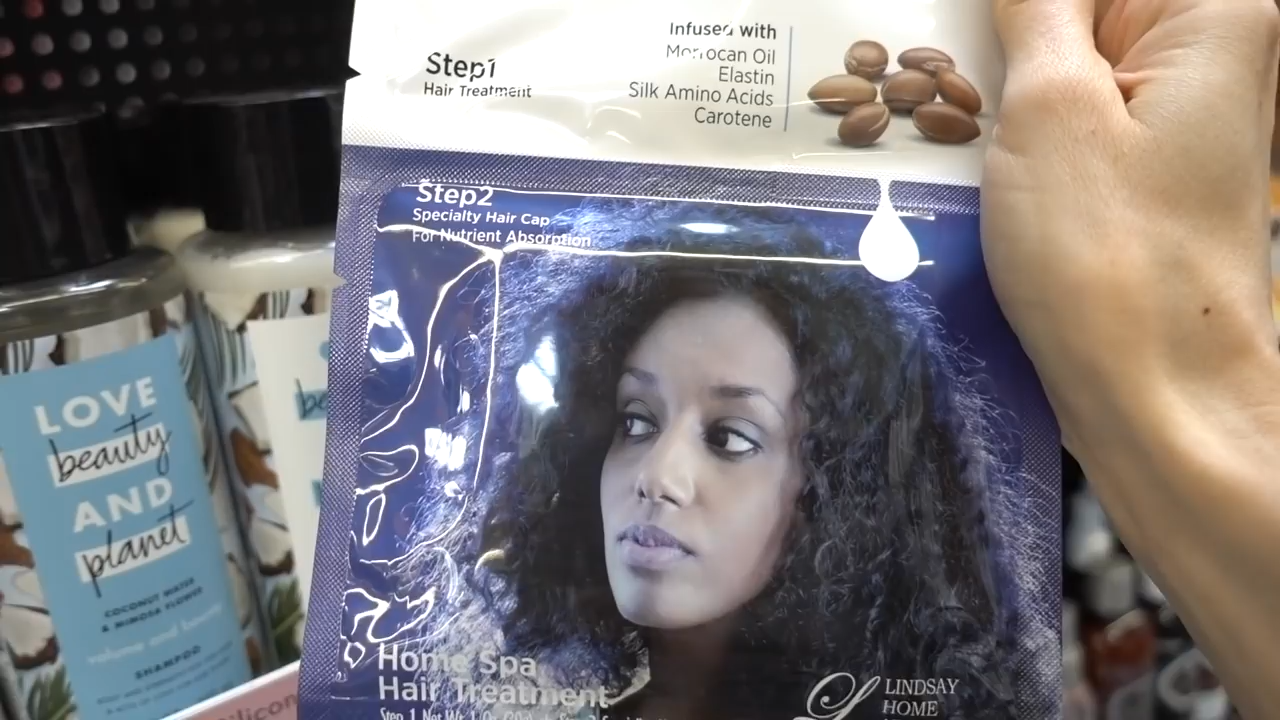 Step1
Hair Treatment
Infused with
Moroccan Oil
Elastin
Silk Amino Acids
Carotene
Step2
Specialty Hair Cap
For Nutrient Absorption
LOVE
beauty
AND
planet
COCONUT WATER
& MIMOSA FLOWER
volume and
SHAMPOO
Home Spa
Hair Treatment
LINDSAY
HOME